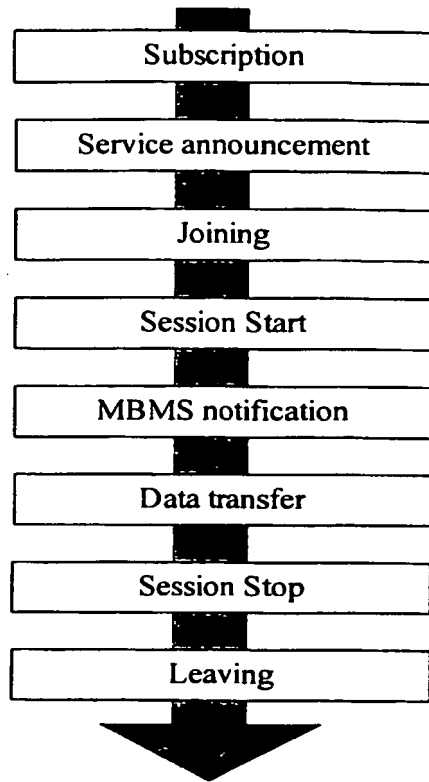 Subscription
Service announcement
Joining
Session Start
MBMS notification
Data transfer
Session Stop
Leaving